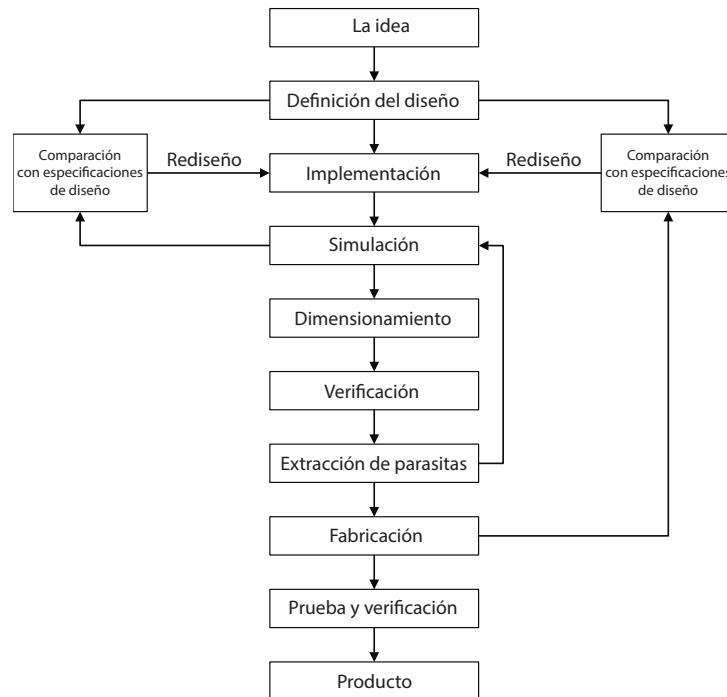 La idea
Definición del diseño
Comparación
con especificaciones
de diseño
Rediseño
Implementación
Rediseño
Comparación
con especificaciones
de diseño
Simulación
Dimensionamiento
Verificación
Extracción de parasitas
Fabricación
Prueba y verificación
Producto